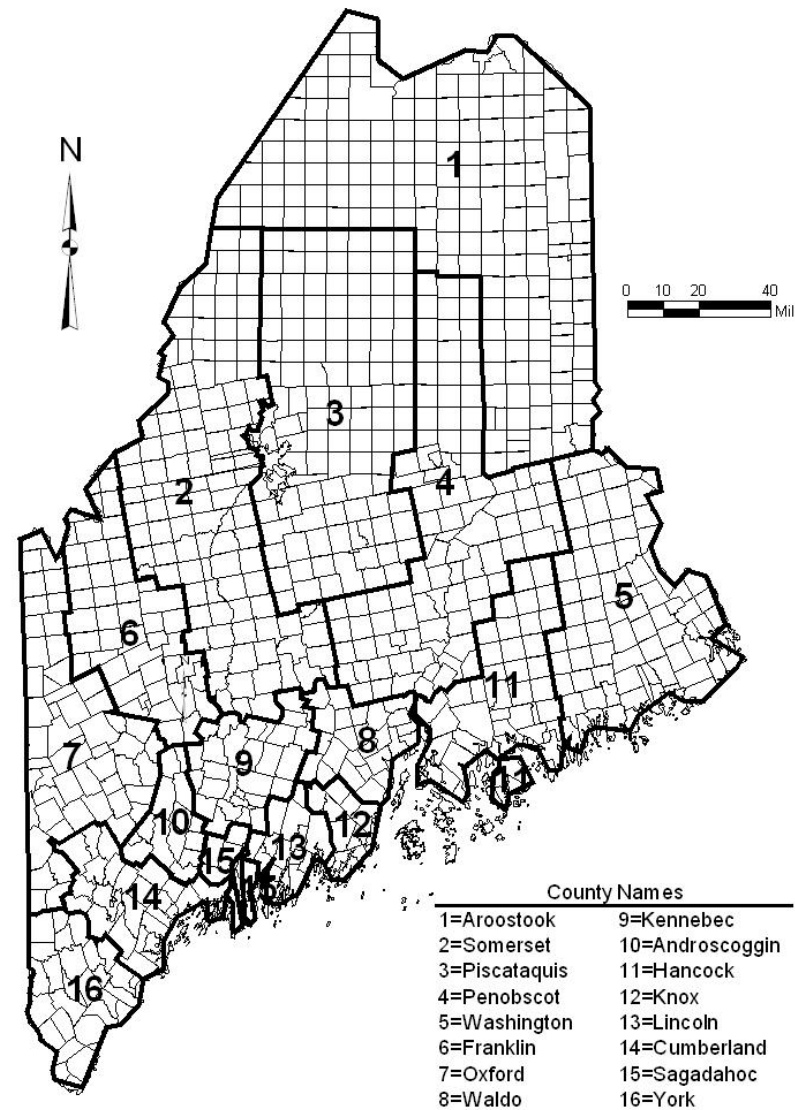 N
1
0 10 20 40
Mil
3
2
4
5
6
11
7
8
9
11
10
12
15
13
15
14
16
County Names
1=Aroostook 9=Kennebec
2=Somerset 10=Androscoggin
3=Piscataquis 11=Hancock
4=Penobscot 12=Knox
5=Washington 13=Lincoln
6=Franklin 14=Cumberland
7=Oxford 15=Sagadahoc
8=Waldo 16=York